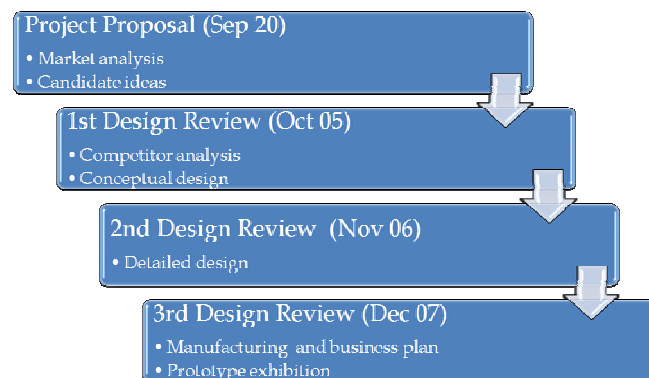 Project Proposal (Sep 20)
• Market analysis
• Candidate ideas
1st Design Review (Oct 05)
• Competitor analysis
• Conceptual design
2nd Design Review (Nov 06)
• Detailed design
3rd Design Review (Dec 07)
• Manufacturing and business plan
• Prototype exhibition